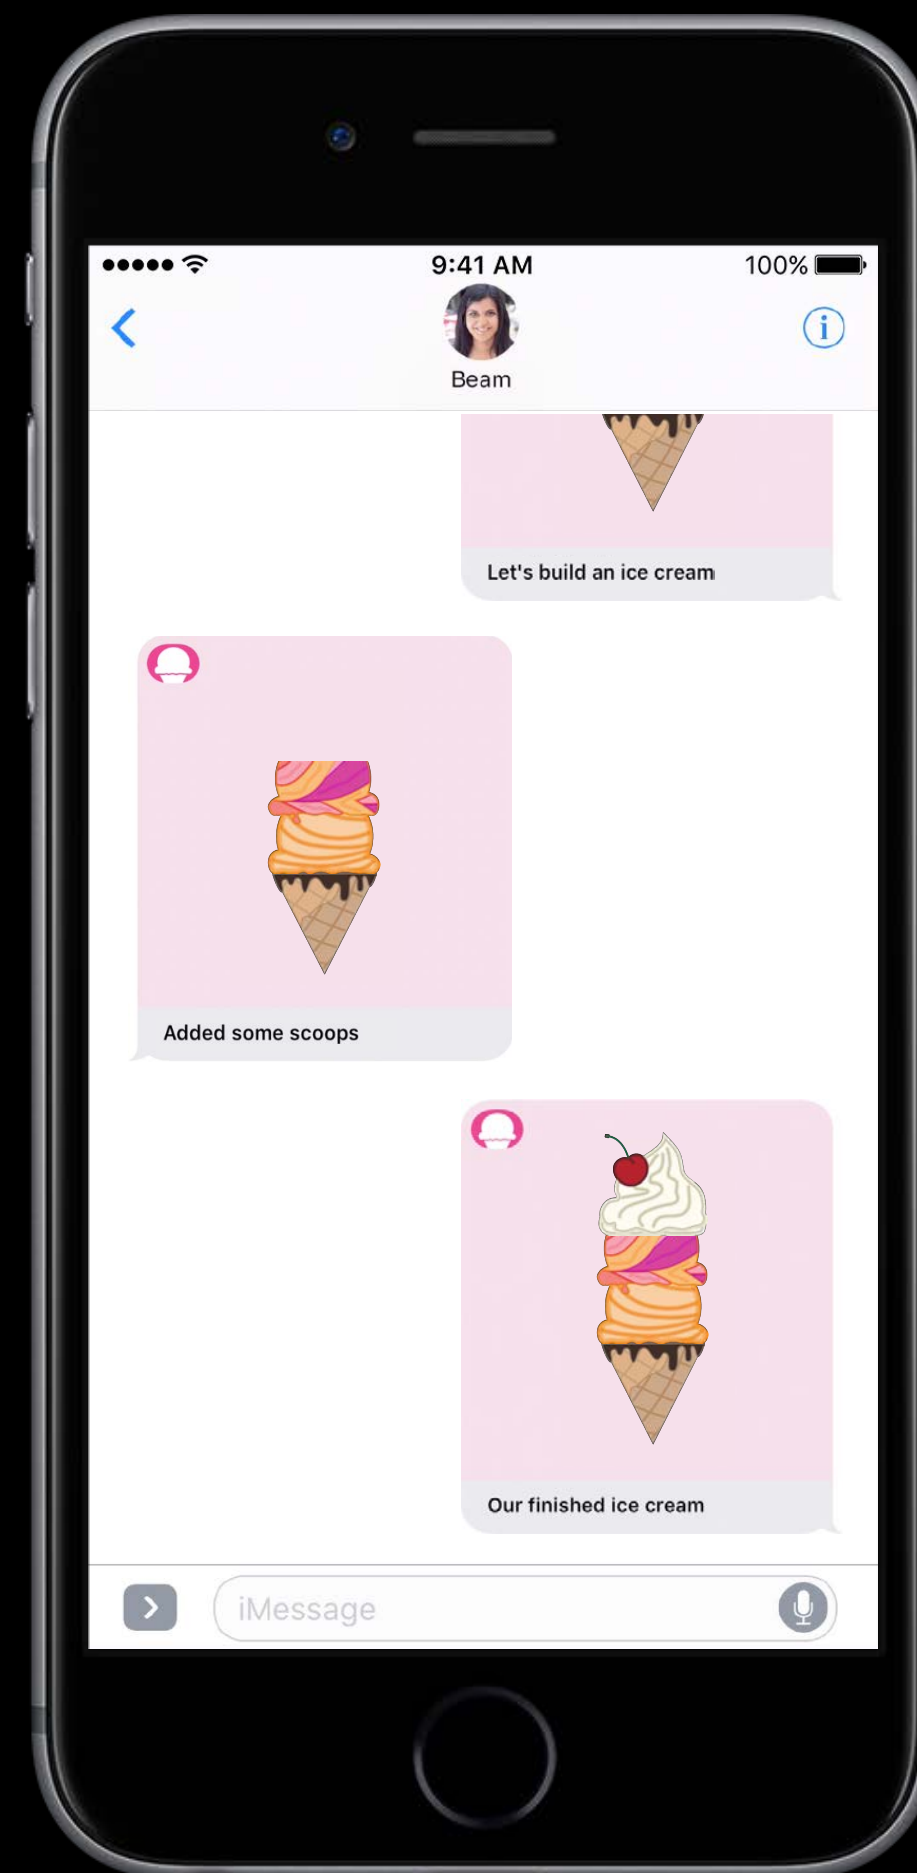 9:41 AM
100%
Beam
Let's build an ice cream
Added some scoops
Our finished ice cream
iMessage